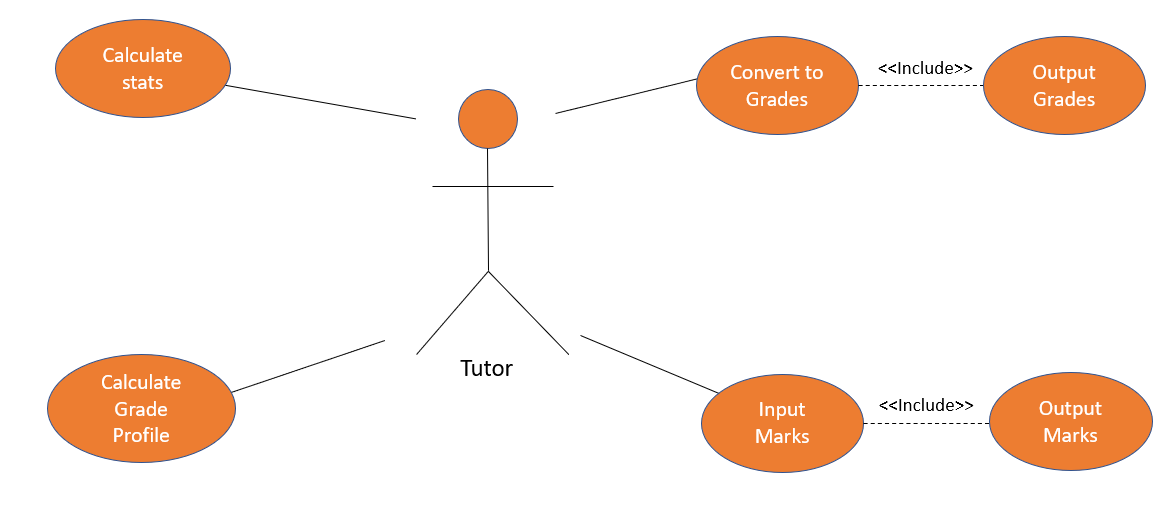 Calculate
stats
Convert to
Grades
<<Include>>
Output
Grades
Tutor
Calculate
Grade
Profile
Input
Marks
<<Include>>
Output
Marks